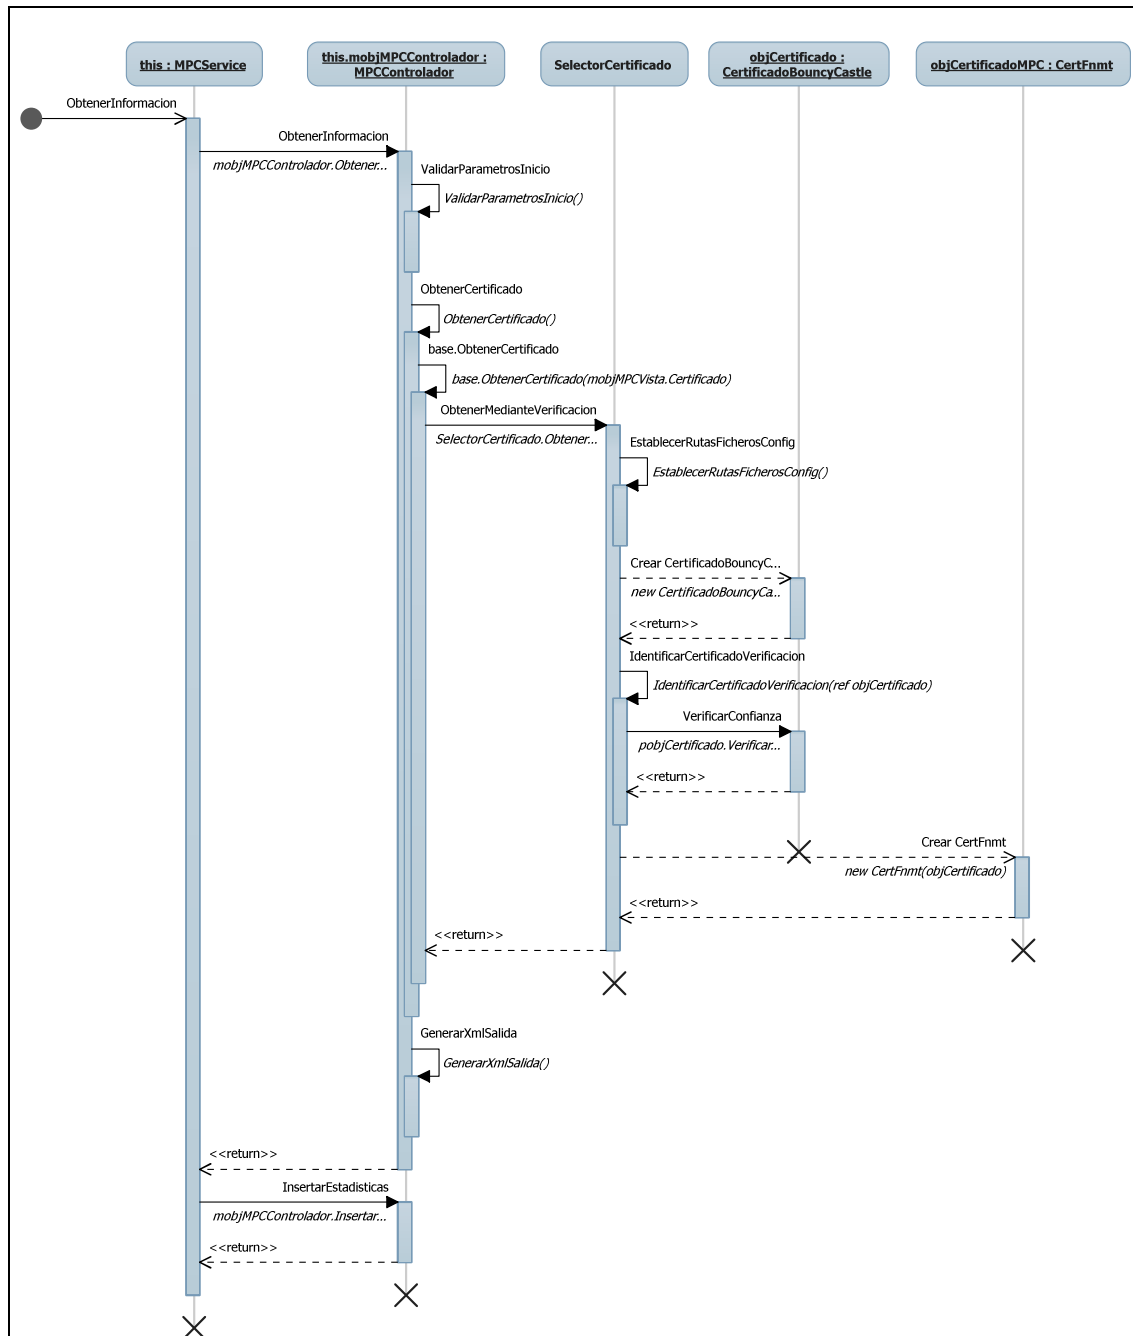 this : MPCService
this.mobjMPCControlador :
MPCControlador
SelectorCertificado
objCertificado :
CertificadoBouncyCastle
objCertificadoMPC : CertFnmt
ObtenerInformacion
ObtenerInformacion
mobjMPCControlador.Obtener...
ValidarParametrosInicio
ValidarParametrosInicio()
ObtenerCertificado
ObtenerCertificado()
base.ObtenerCertificado
base.ObtenerCertificado(mobjMPCVista.Certificado)
ObtenerMedianteVerificacion
SelectorCertificado.Obtener...
EstablecerRutasFicherosConfig
EstablecerRutasFicherosConfig()
Crear CertificadoBouncyC...
new CertificadoBouncyCa...
<<return>>
IdentificarCertificadoVerificacion
IdentificarCertificadoVerificacion(ref objCertificado)
VerificarConfianza
pobjCertificado.Verificar...
<<return>>
Crear CertFnmt
new CertFnmt(objCertificado)
<<return>>
<<return>>
GenerarXmlSalida
GenerarXmlSalida()
<<return>>
InsertarEstadisticas
mobjMPCControlador.Insertar...
<<return>>